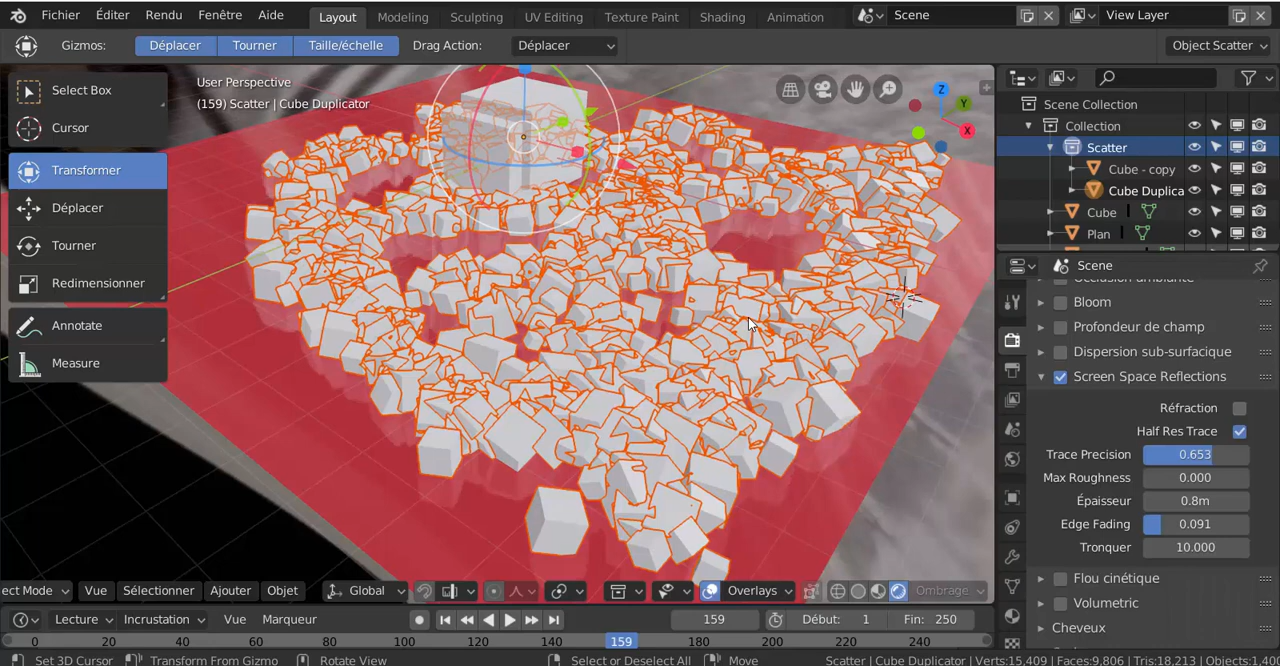 Fichier Éditer Rendu Fenêtre Aide Layout Modeling Sculpting UV Editing Texture Paint Shading Animation Scene View Layer
Gizmos: Déplacer Tourner Taille/échelle Drag Action: Déplacer Object Scatter
Select Box
Cursor
Transformer
Déplacer
Tourner
Redimensionner
Annotate
Measure
User Perspective
(159) Scatter | Cube Duplicator
Z
Y
X
Scene Collection
Collection
Scatter
Cube - copy
Cube Duplica
Cube
Plan
Scene
Bloom
Profondeur de champ
Dispersion sub-surfacique
Screen Space Reflections
Réfraction
Half Res Trace
Trace Precision 0.653
Max Roughness 0.000
Épaisseur 0.8m
Edge Fading 0.091
Tronquer 10.000
Flou cinétique
Volumetric
Cheveux
ect Mode Vue Sélectionner Ajouter Objet Global Overlays Ombrage
Lecture Incrustation Vue Marqueur 159 Début: 1 Fin: 250
0 20 40 60 80 100 120 140 159 180 200 220 240
Set 3D Cursor Transform From Gizmo Rotate View Select or Deselect All Move Scatter | Cube Duplicator | Verts:15,409 | Faces:9,806 | Tris:18,213 | Objects:1,40